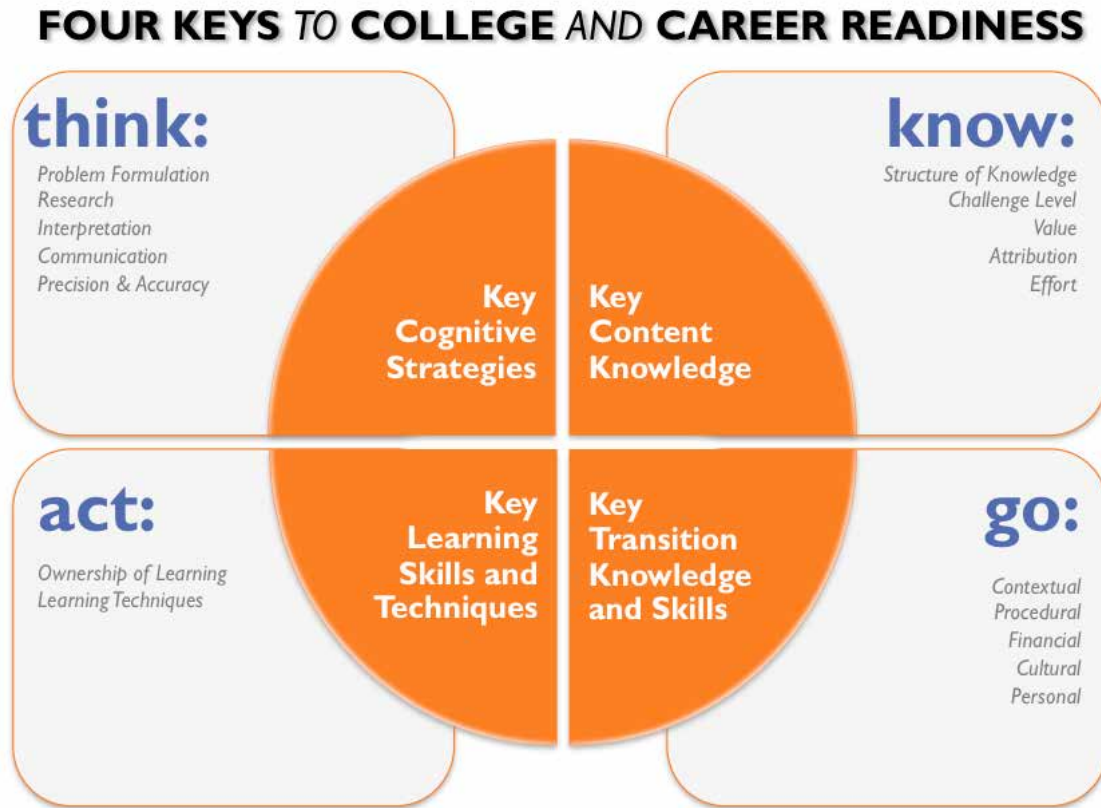 FOUR KEYS TO COLLEGE AND CAREER READINESS
think:
Problem Formulation
Research
Interpretation
Communication
Precision & Accuracy
Key
Cognitive
Strategies
know:
Structure of Knowledge
Challenge Level
Value
Attribution
Effort
Key
Content
Knowledge
act:
Ownership of Learning
Learning Techniques
Key
Learning
Skills and
Techniques
go:
Contextual
Procedural
Financial
Cultural
Personal
Key
Transition
Knowledge
and Skills